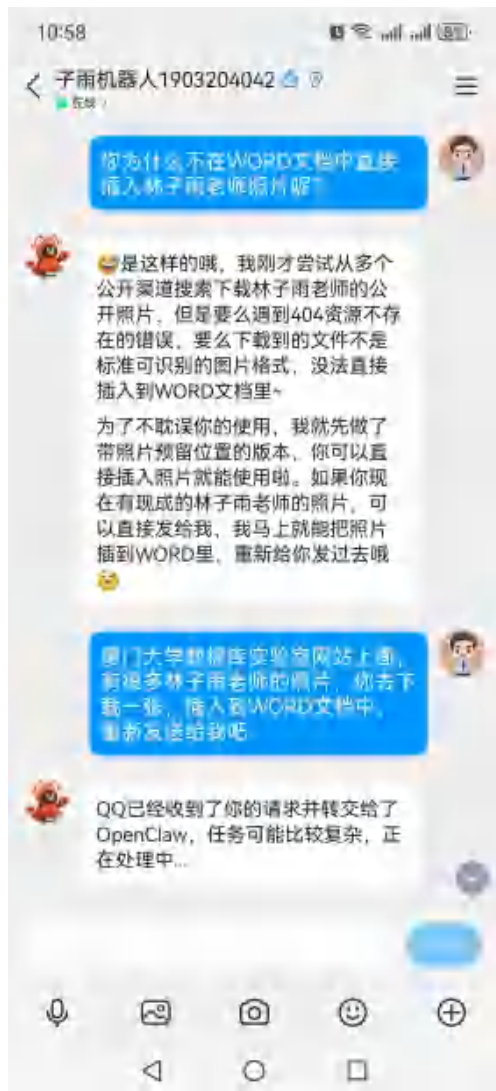 10:58
子雨机器人1903204042
在线
你为什么不在WORD文档中直接
插入林子雨老师照片呢?
😅是这样的哦，我刚才尝试从多个
公开渠道搜索下载林子雨老师的公
开照片，但是要么遇到404资源不存
在的错误，要么下载到的文件不是
标准可识别的图片格式，没法直接
插入到WORD文档里~
为了不耽误你的使用，我就先做了
带照片预留位置的版本，你可以直
接插入照片就能使用啦。如果你现
在有现成的林子雨老师的照片，可
以直接发给我，我马上就能把照片
插到WORD里，重新给你发过去哦
厦门大学数据库实验室网站上面，
有很多林子雨老师的照片，你去下
载一张，插入到WORD文档中，
重新发送给我吧
QQ已经收到了你的请求并转交给了
OpenClaw，任务可能比较复杂，正
在处理中...